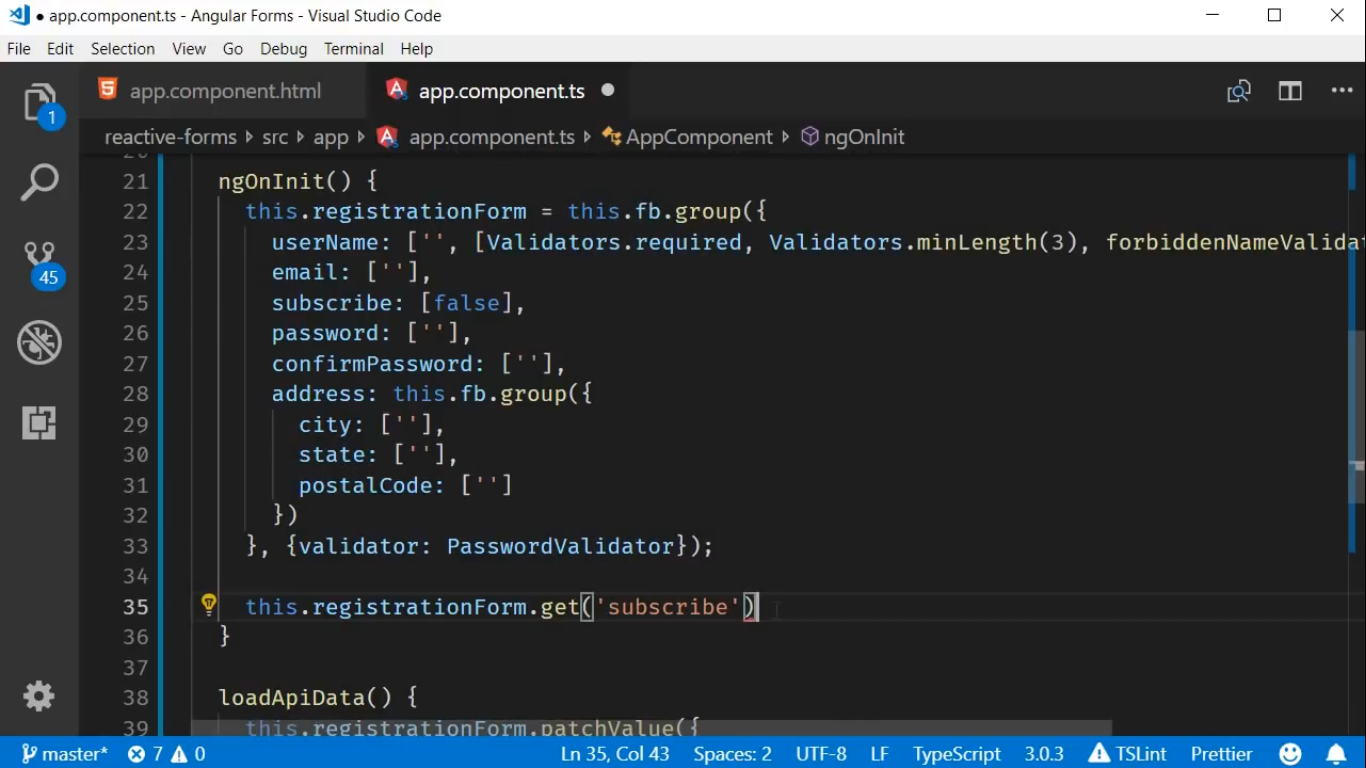 app.component.ts - Angular Forms - Visual Studio Code
File Edit Selection View Go Debug Terminal Help
1
45
app.component.html
app.component.ts
reactive-forms src app app.component.ts AppComponent ngOnInit
21 ngOnInit() {
22 this.registrationForm = this.fb.group({
23 userName: ['', [Validators.required, Validators.minLength(3), forbiddenNameValidat
24 email: [''],
25 subscribe: [false],
26 password: [''],
27 confirmPassword: [''],
28 address: this.fb.group({
29 city: [''],
30 state: [''],
31 postalCode: ['']
32 })
33 }, {validator: PasswordValidator});
34
35 this.registrationForm.get('subscribe')
36 }
37
38 loadApiData() {
39 this.registrationForm.patchValue({
master* 7 0 Ln 35, Col 43 Spaces: 2 UTF-8 LF TypeScript 3.0.3 TSLint Prettier